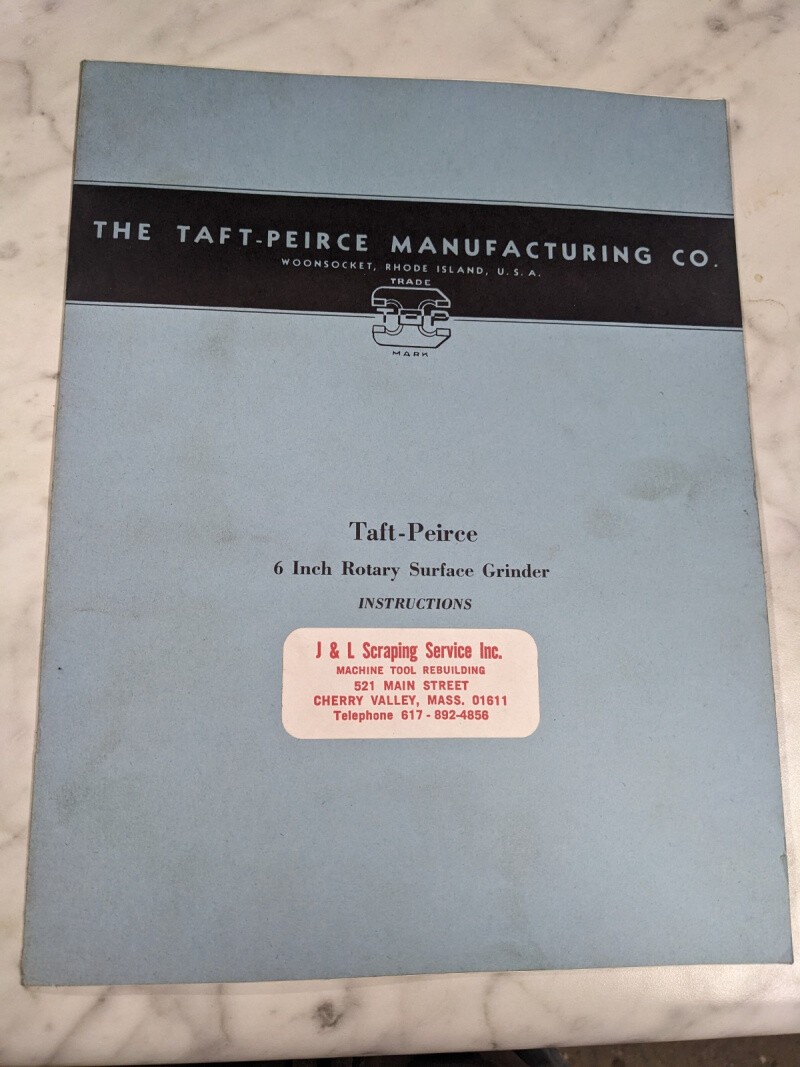 THE TAFT-PEIRCE MANUFACTURING CO.
WOONSOCKET, RHODE ISLAND, U.S.A.
TRADE
T-P
MARK
Taft-Peirce
6 Inch Rotary Surface Grinder
INSTRUCTIONS
J & L Scraping Service Inc.
MACHINE TOOL REBUILDING
521 MAIN STREET
CHERRY VALLEY, MASS. 01611
Telephone 617-892-4856